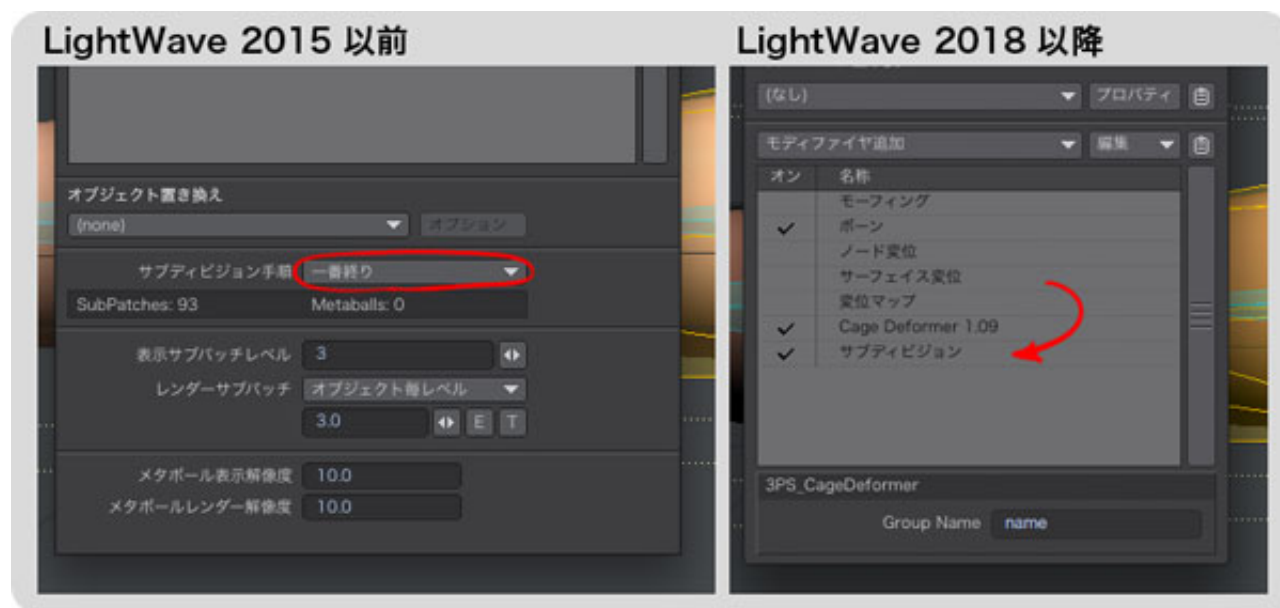 LightWave 2015 以前
オブジェクト置き換え
(none)
オプション
サブディビジョン手順 一番終り
SubPatches: 93 Metaballs: 0
表示サブパッチレベル 3
レンダーサブパッチ オブジェクト毎レベル
3.0 E T
メタボール表示解像度 10.0
メタボールレンダー解像度 10.0
LightWave 2018 以降
(なし) プロパティ
モディファイヤ追加 編集
オン 名称
モーフィング
ボーン
ノード変位
サーフェイス変位
変位マップ
Cage Deformer 1.09
サブディビジョン
3PS_CageDeformer
Group Name name